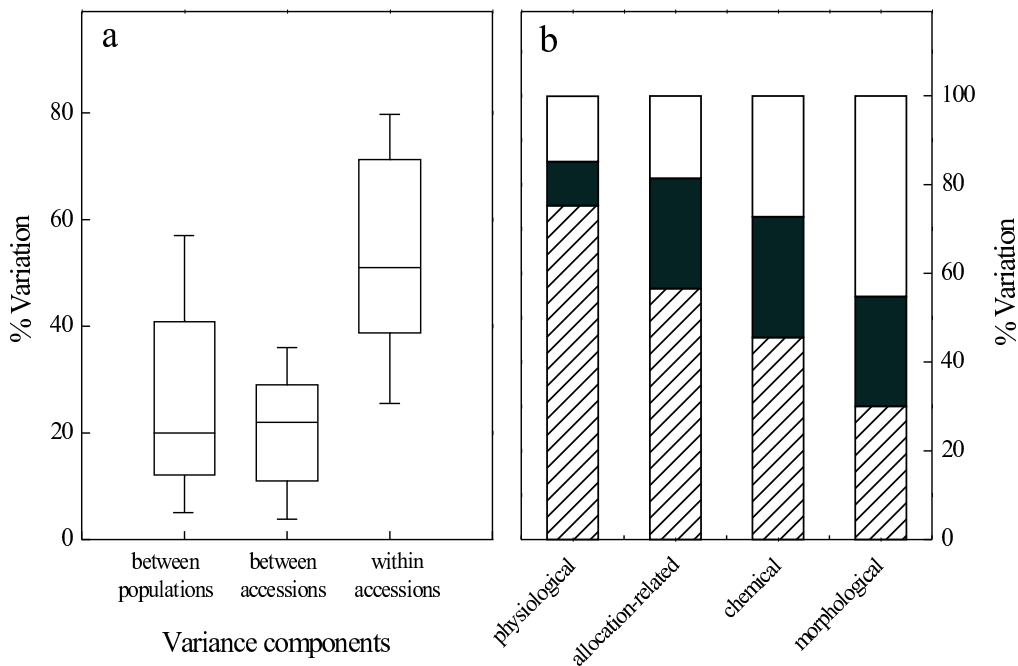 a
80
60
40
20
0
% Variation
between
populations
between
accessions
within
accessions
Variance components
b
100
80
60
40
20
0
% Variation
physiological
allocation-related
chemical
morphological